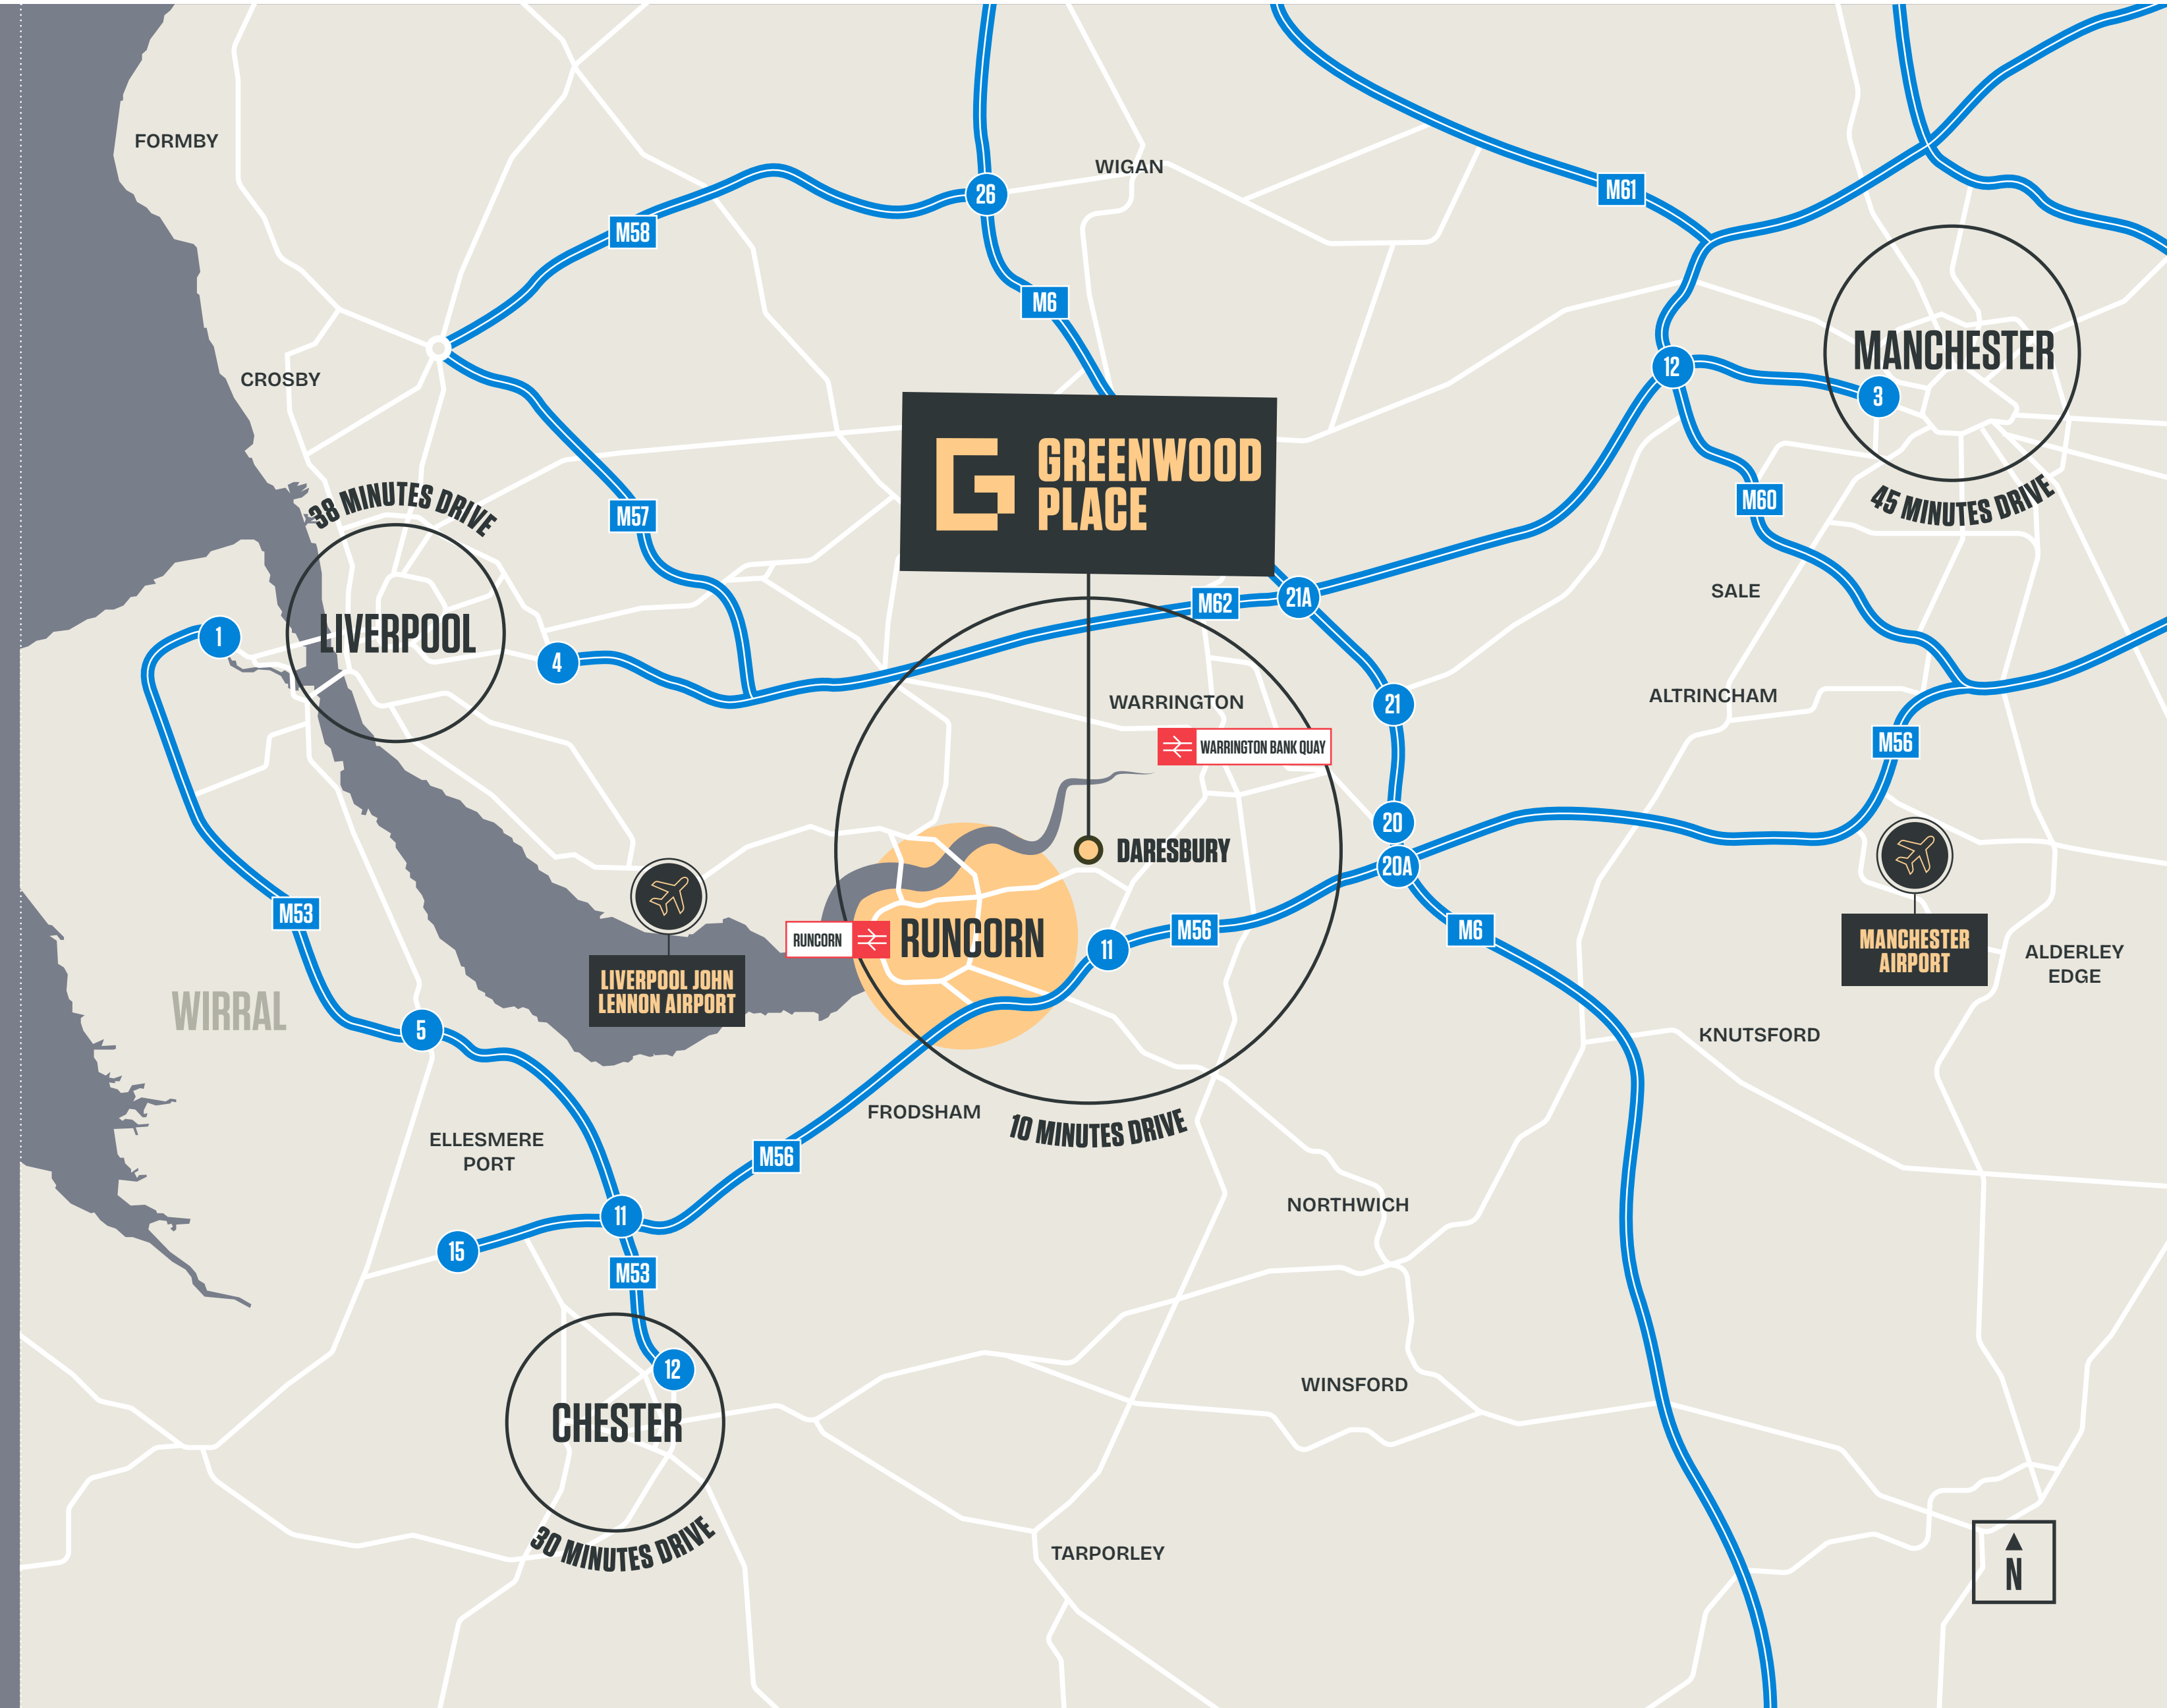 FORMBY
WIGAN
M61
26
M58
M6
CROSBY
12
MANCHESTER
3
45 MINUTES DRIVE
GREENWOOD
PLACE
38 MINUTES DRIVE
M57
M60
SALE
M62
21A
1
LIVERPOOL
4
WARRINGTON
21
ALTRINCHAM
M56
WARRINGTON BANK QUAY
20
DARESBURY
20A
M53
RUNCORN
RUNCORN
11
M56
M6
MANCHESTER
AIRPORT
ALDERLEY
EDGE
LIVERPOOL JOHN
LENNON AIRPORT
WIRRAL
5
KNUTSFORD
FRODSHAM
10 MINUTES DRIVE
ELLESMERE
PORT
M56
11
NORTHWICH
15
M53
12
WINSFORD
CHESTER
30 MINUTES DRIVE
TARPORLEY
N